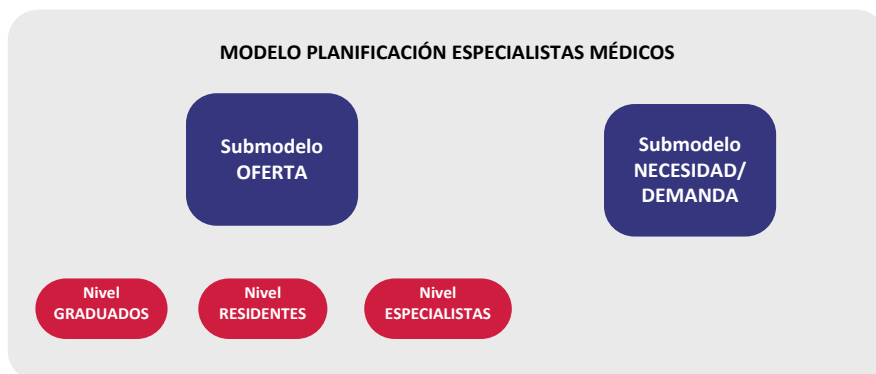 MODELO PLANIFICACIÓN ESPECIALISTAS MÉDICOS
Submodelo
OFERTA
Submodelo
NECESIDAD/
DEMANDA
Nivel
GRADUADOS
Nivel
RESIDENTES
Nivel
ESPECIALISTAS